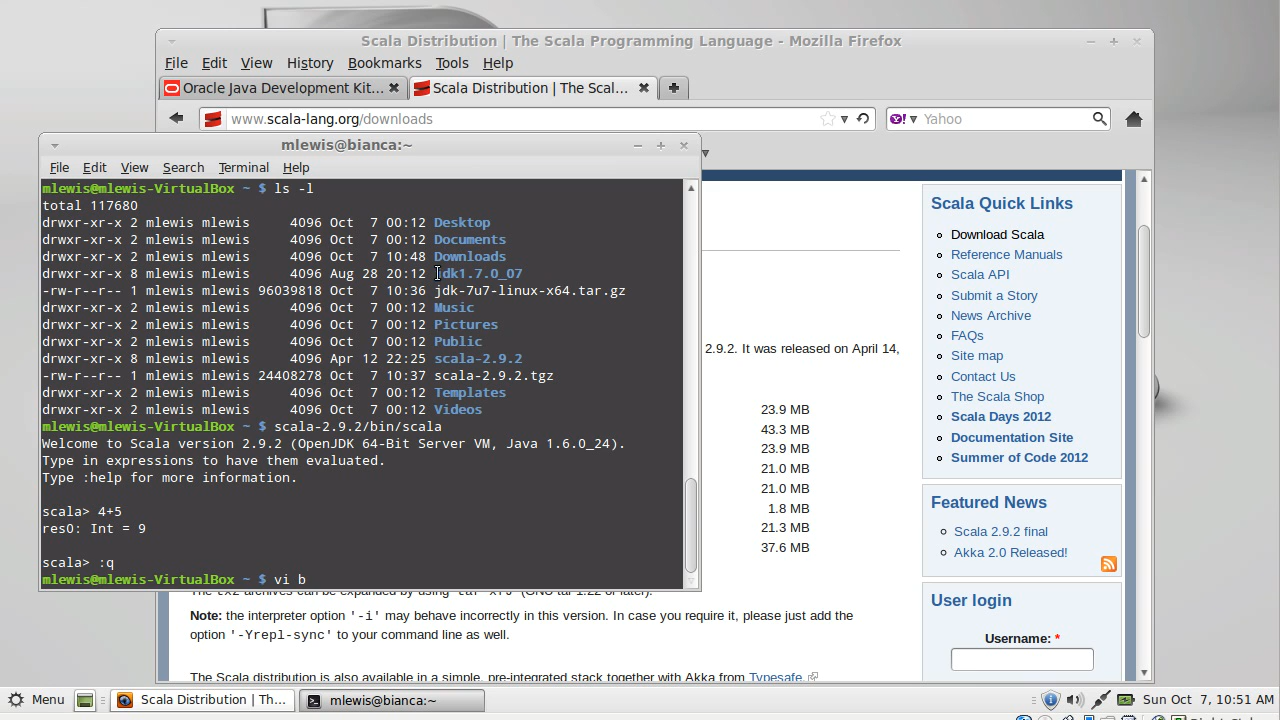 Scala Distribution | The Scala Programming Language - Mozilla Firefox
File Edit View History Bookmarks Tools Help
Oracle Java Development Kit...
Scala Distribution | The Scal...
www.scala-lang.org/downloads
Yahoo
mlewis@bianca:~
File Edit View Search Terminal Help
mlewis@mlewis-VirtualBox ~ $ ls -l
total 117680
drwxr-xr-x 2 mlewis mlewis     4096 Oct  7 00:12 Desktop
drwxr-xr-x 2 mlewis mlewis     4096 Oct  7 00:12 Documents
drwxr-xr-x 2 mlewis mlewis     4096 Oct  7 10:48 Downloads
drwxr-xr-x 8 mlewis mlewis     4096 Aug 28 20:12 jdk1.7.0_07
-rw-r--r-- 1 mlewis mlewis 96039818 Oct  7 10:36 jdk-7u7-linux-x64.tar.gz
drwxr-xr-x 2 mlewis mlewis     4096 Oct  7 00:12 Music
drwxr-xr-x 2 mlewis mlewis     4096 Oct  7 00:12 Pictures
drwxr-xr-x 2 mlewis mlewis     4096 Oct  7 00:12 Public
drwxr-xr-x 8 mlewis mlewis     4096 Apr 12 22:25 scala-2.9.2
-rw-r--r-- 1 mlewis mlewis 24408278 Oct  7 10:37 scala-2.9.2.tgz
drwxr-xr-x 2 mlewis mlewis     4096 Oct  7 00:12 Templates
drwxr-xr-x 2 mlewis mlewis     4096 Oct  7 00:12 Videos
mlewis@mlewis-VirtualBox ~ $ scala-2.9.2/bin/scala
Welcome to Scala version 2.9.2 (OpenJDK 64-Bit Server VM, Java 1.6.0_24).
Type in expressions to have them evaluated.
Type :help for more information.
scala> 4+5
res0: Int = 9
scala> :q
mlewis@mlewis-VirtualBox ~ $ vi b
2.9.2. It was released on April 14,
23.9 MB
43.3 MB
23.9 MB
21.0 MB
21.0 MB
1.8 MB
21.3 MB
37.6 MB
Note: the interpreter option '-i' may behave incorrectly in this version. In case you require it, please just add the
option '-Yrepl-sync' to your command line as well.
The Scala distribution is also available in a simple, pre-integrated stack together with Akka from Typesafe.
Scala Quick Links
Download Scala
Reference Manuals
Scala API
Submit a Story
News Archive
FAQs
Site map
Contact Us
The Scala Shop
Scala Days 2012
Documentation Site
Summer of Code 2012
Featured News
Scala 2.9.2 final
Akka 2.0 Released!
User login
Username: *
Menu
Scala Distribution | Th...
mlewis@bianca:~
Sun Oct 7, 10:51 AM